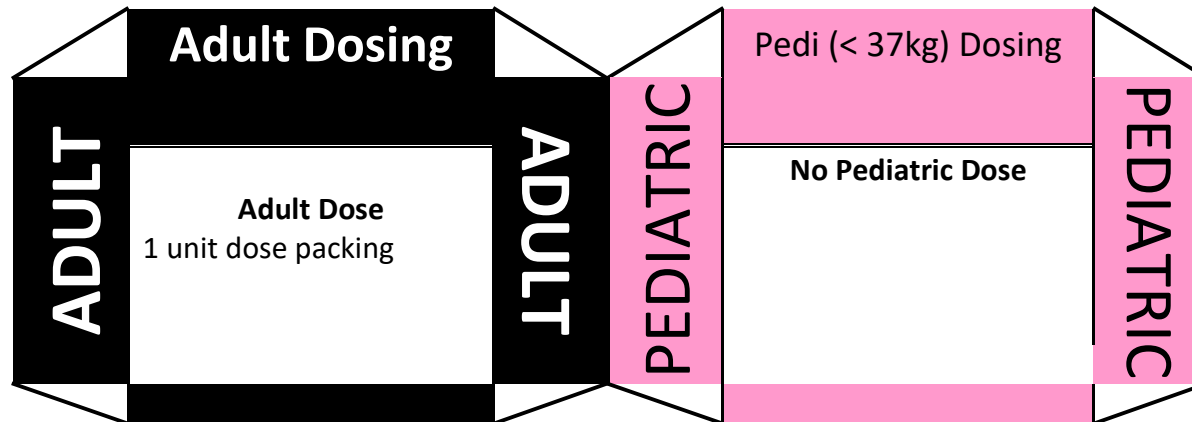 Adult Dosing
ADULT
Adult Dose
1 unit dose packing
ADULT
Pedi (< 37kg) Dosing
PEDIATRIC
No Pediatric Dose
PEDIATRIC